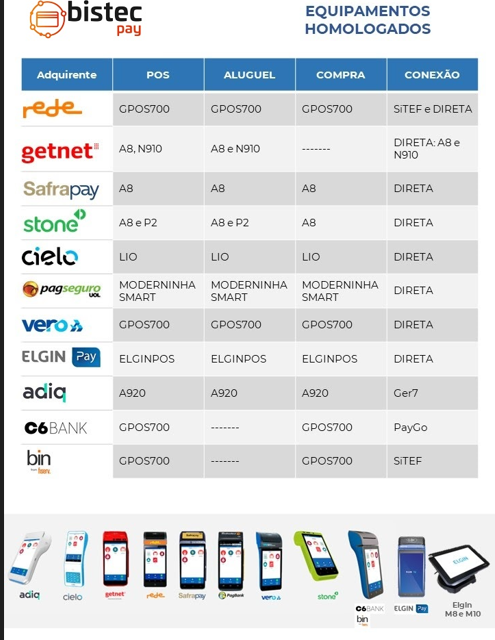 bistec
pay
EQUIPAMENTOS
HOMOLOGADOS
Adquirente POS ALUGUEL COMPRA CONEXÃO
rede GPOS700 GPOS700 GPOS700 SiTEF e DIRETA
getnet A8, N910 A8 e N910 ------- DIRETA: A8 e
N910
Safrapay A8 A8 A8 DIRETA
stone A8 e P2 A8 e P2 A8 DIRETA
cielo LIO LIO LIO DIRETA
pagseguro MODERNINHA MODERNINHA MODERNINHA DIRETA
UOL SMART SMART SMART
vero GPOS700 GPOS700 GPOS700 DIRETA
ELGIN Pay ELGINPOS ELGINPOS ELGINPOS DIRETA
adiq A920 A920 A920 Ger7
C6BANK GPOS700 ------- GPOS700 PayGo
bin GPOS700 ------- GPOS700 SiTEF
adiq cielo getnet rede Safrapay PagBank vero stone
C6BANK ELGIN Pay Elgin
bin M8 e M10